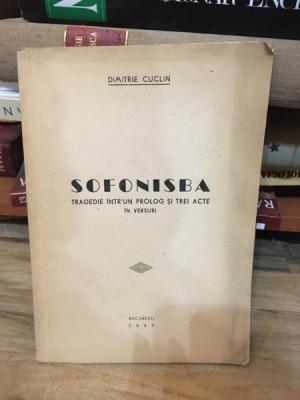 DIMITRIE CUCLIN
SOFONISBA
TRAGEDIE ÎNTR'UN PROLOG ȘI TREI ACTE
ÎN VERSURI
BUCUREȘTI